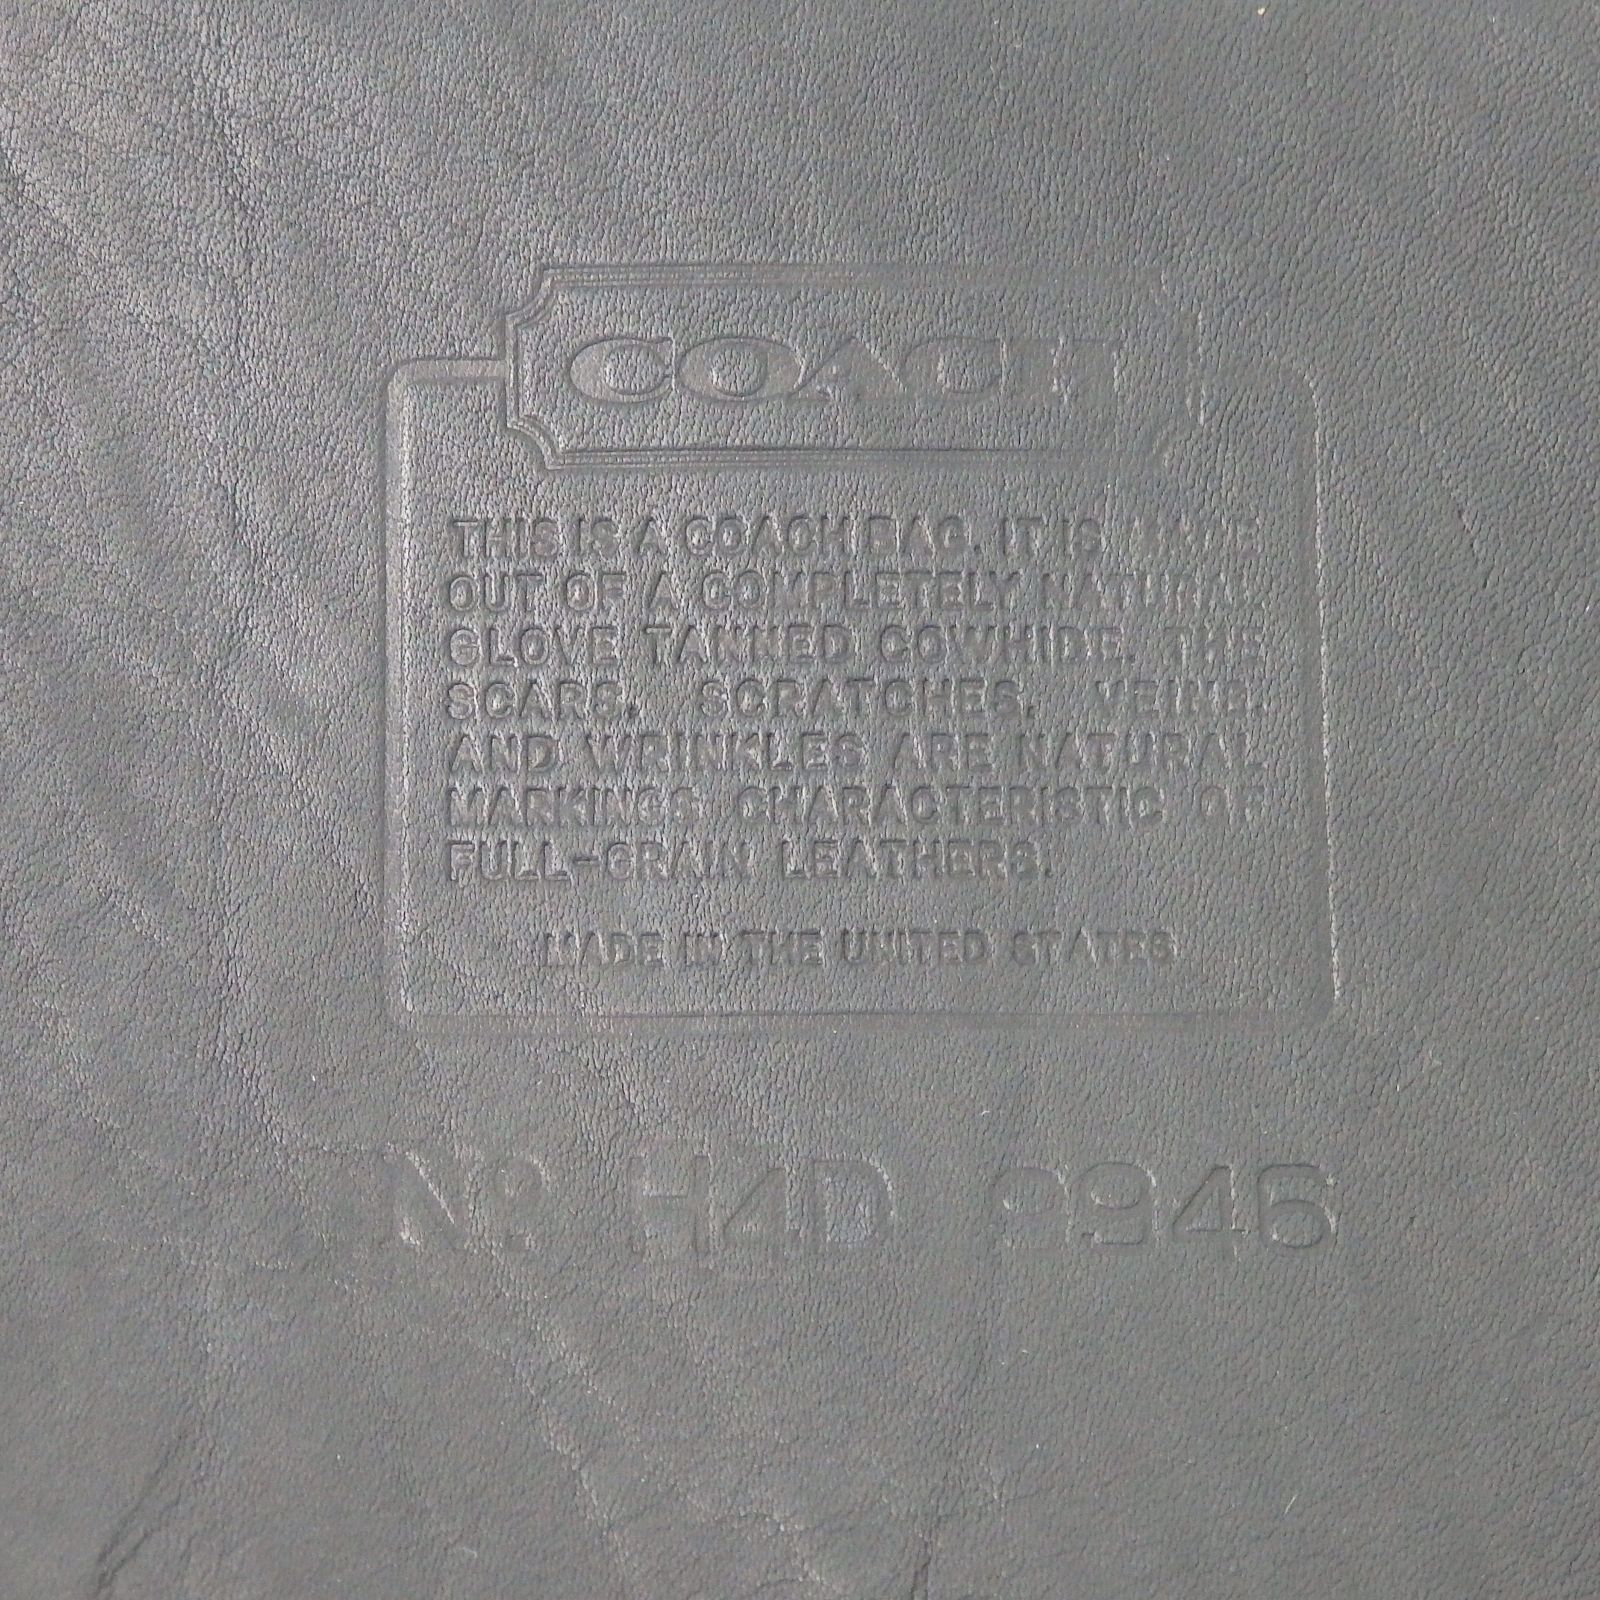 COACH
THIS IS A COACH BAG. IT IS MADE
OUT OF A COMPLETELY NATURAL
GLOVE TANNED COWHIDE. THE
SCARS, SCRATCHES, VEINS,
AND WRINKLES ARE NATURAL
MARKINGS CHARACTERISTIC OF
FULL-GRAIN LEATHERS.
MADE IN THE UNITED STATES
No H4D 9946